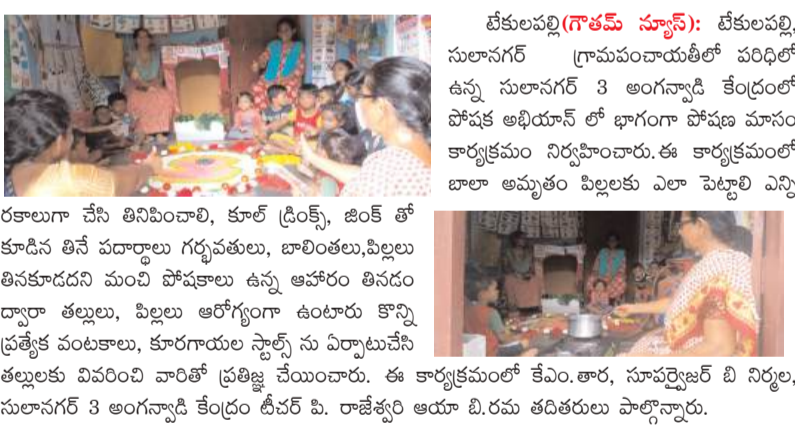 టేకులపల్లి(గౌతమ్ న్యూస్): టేకులపల్లి,
సులానగర్ గ్రామపంచాయతీలో పరిధిలో
ఉన్న సులానగర్ 3 అంగన్వాడి కేంద్రంలో
పోషక అభియాన్ లో భాగంగా పోషణ మాసం
కార్యక్రమం నిర్వహించారు.ఈ కార్యక్రమంలో
బాలా అమృతం పిల్లలకు ఎలా పెట్టాలి ఎన్ని
రకాలుగా చేసి తినిపించాలి, కూల్ డ్రింక్స్, జింక్ తో
కూడిన తినే పదార్థాలు గర్భవతులు, బాలింతలు,పిల్లలు
తినకూడదని మంచి పోషకాలు ఉన్న ఆహారం తినడం
ద్వారా తల్లులు, పిల్లలు ఆరోగ్యంగా ఉంటారు కొన్ని
ప్రత్యేక వంటకాలు, కూరగాయల స్టాల్స్ ను ఏర్పాటుచేసి
తల్లులకు వివరించి వారితో ప్రతిజ్ఞ చేయించారు. ఈ కార్యక్రమంలో కేఎం.తార, సూపర్వైజర్ బి నిర్మల,
సులానగర్ 3 అంగన్వాడి కేంద్రం టీచర్ పి. రాజేశ్వరి ఆయా బి.రమ తదితరులు పాల్గొన్నారు.